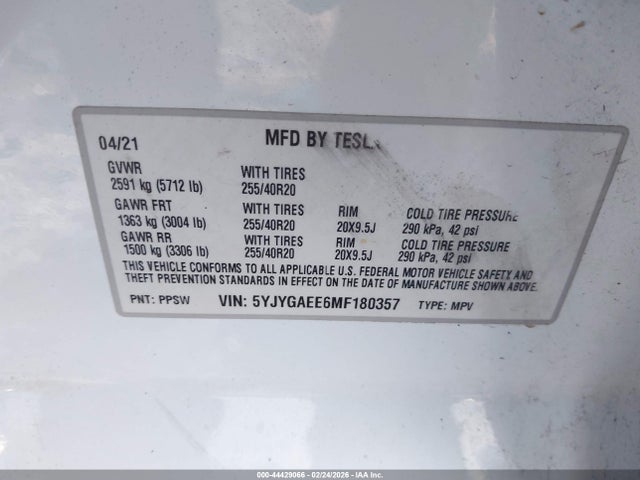 04/21 MFD BY TESL
GVWR WITH TIRES
2591 kg (5712 lb) 255/40R20
GAWR FRT WITH TIRES RIM COLD TIRE PRESSURE
1363 kg (3004 lb) 255/40R20 20X9.5J 290 kPa, 42 psi
GAWR RR WITH TIRES RIM COLD TIRE PRESSURE
1500 kg (3306 lb) 255/40R20 20X9.5J 290 kPa, 42 psi
THIS VEHICLE CONFORMS TO ALL APPLICABLE U.S. FEDERAL MOTOR VEHICLE SAFETY AND
THEFT PREVENTION STANDARDS IN EFFECT ON THE DATE OF MANUFACTURE SHOWN ABOVE.
PNT: PPSW VIN: 5YJYGAEE6MF180357 TYPE: MPV
000-44429066 - 02/24/2026 - IAA Inc.